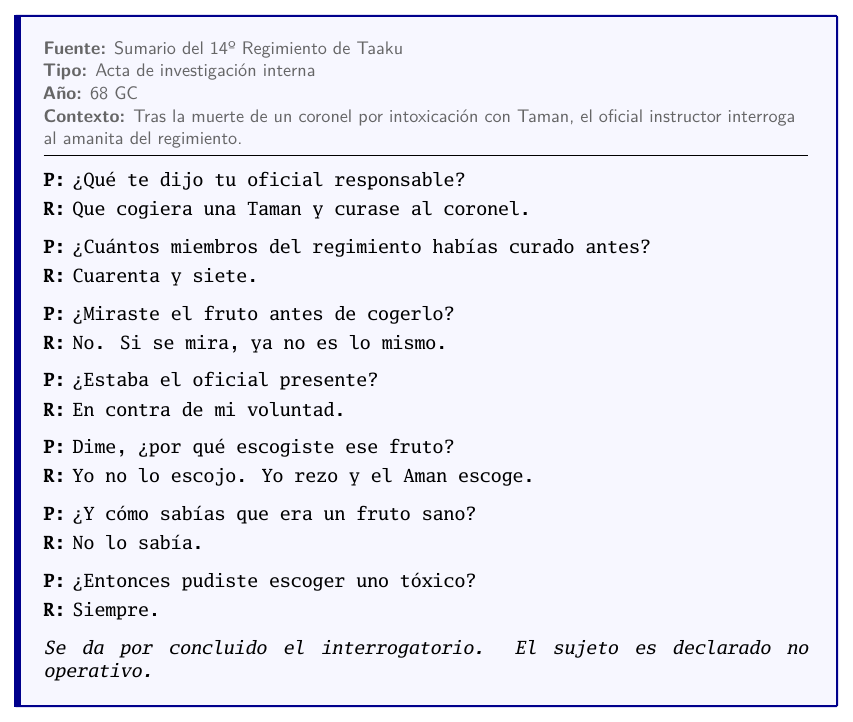 Fuente: Sumario del 14º Regimiento de Taaku
Tipo: Acta de investigación interna
Año: 68 GC
Contexto: Tras la muerte de un coronel por intoxicación con Taman, el oficial instructor interroga
al amanita del regimiento.
P: ¿Qué te dijo tu oficial responsable?
R: Que cogiera una Taman y curase al coronel.
P: ¿Cuántos miembros del regimiento habías curado antes?
R: Cuarenta y siete.
P: ¿Miraste el fruto antes de cogerlo?
R: No. Si se mira, ya no es lo mismo.
P: ¿Estaba el oficial presente?
R: En contra de mi voluntad.
P: Dime, ¿por qué escogiste ese fruto?
R: Yo no lo escojo. Yo rezo y el Aman escoge.
P: ¿Y cómo sabías que era un fruto sano?
R: No lo sabía.
P: ¿Entonces pudiste escoger uno tóxico?
R: Siempre.
Se da por concluido el interrogatorio. El sujeto es declarado no
operativo.